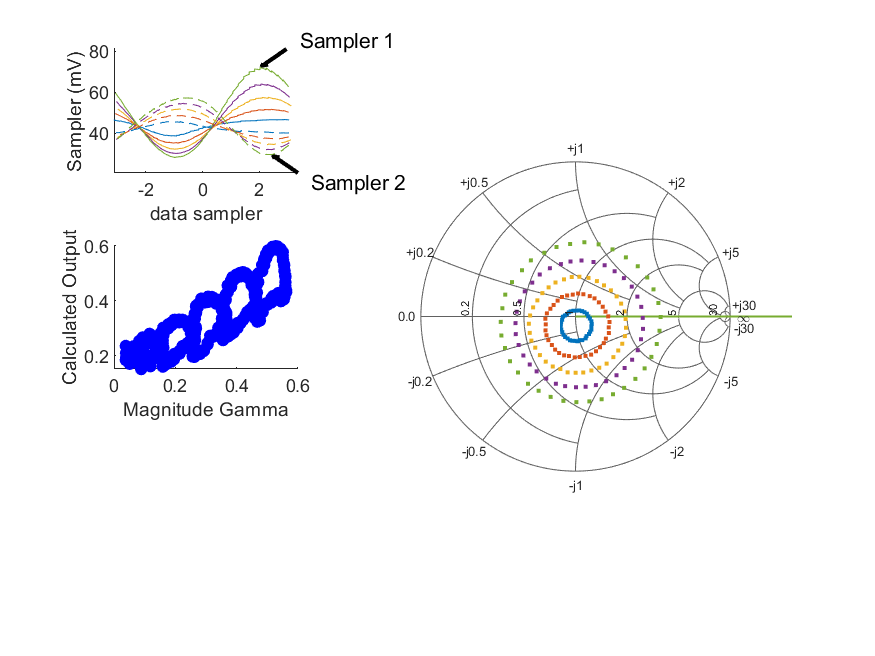 Sampler 1
Sampler (mV)
80
60
40
-2 0 2
data sampler
Sampler 2
Calculated Output
0.6
0.4
0.2
0 0.2 0.4 0.6
Magnitude Gamma
+j1
+j0.5 +j2
+j0.2 +j5
0.0 0.2 0.5 1 2 5 30 +j30
∞
-j30
-j0.2 -j5
-j0.5 -j2
-j1